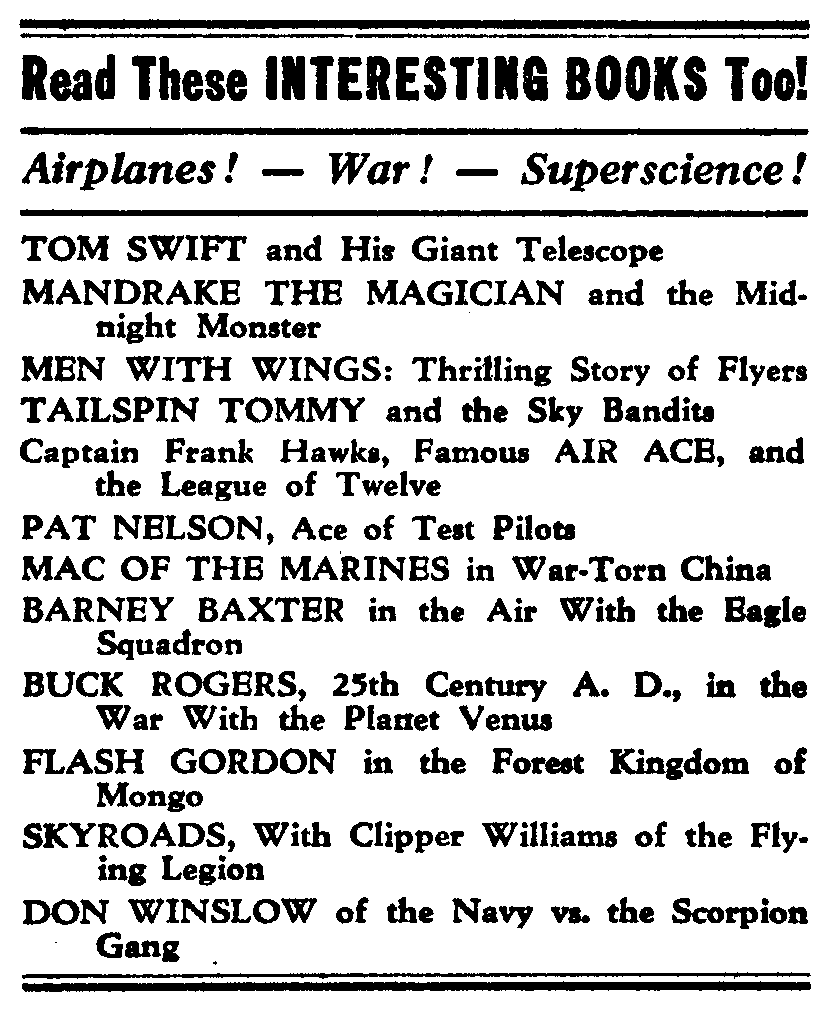 Read These INTERESTING BOOKS Too!
Airplanes! — War! — Superscience!
TOM SWIFT and His Giant Telescope
MANDRAKE THE MAGICIAN and the Mid-
night Monster
MEN WITH WINGS: Thrilling Story of Flyers
TAILSPIN TOMMY and the Sky Bandits
Captain Frank Hawks, Famous AIR ACE, and
the League of Twelve
PAT NELSON, Ace of Test Pilots
MAC OF THE MARINES in War-Torn China
BARNEY BAXTER in the Air With the Eagle
Squadron
BUCK ROGERS, 25th Century A. D., in the
War With the Planet Venus
FLASH GORDON in the Forest Kingdom of
Mongo
SKYROADS, With Clipper Williams of the Fly-
ing Legion
DON WINSLOW of the Navy vs. the Scorpion
Gang